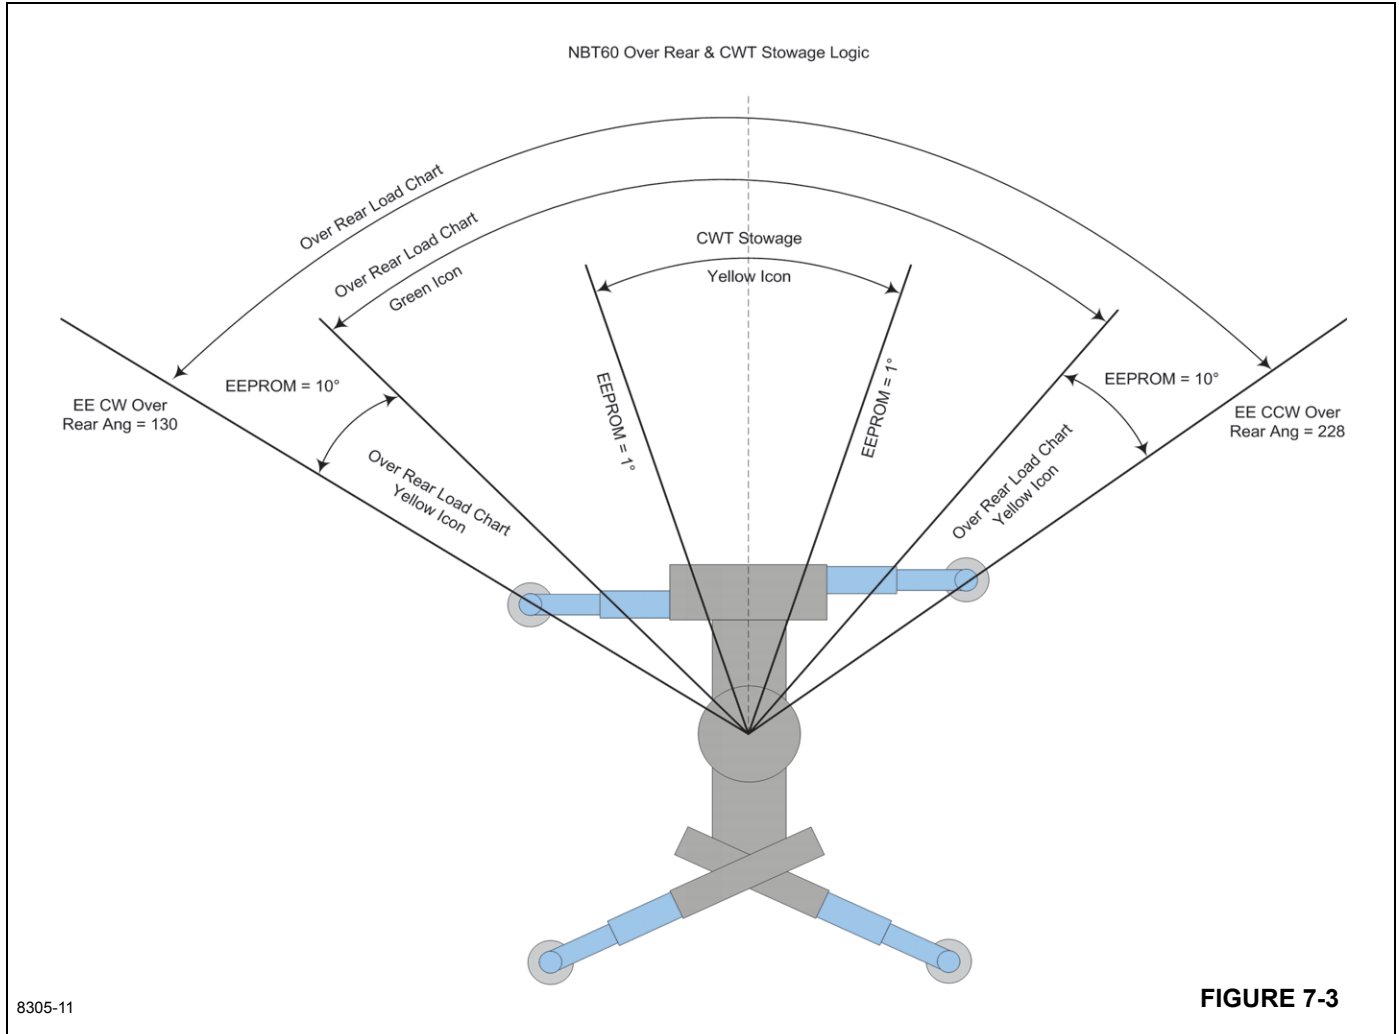 NBT60 Over Rear & CWT Stowage Logic
Over Rear Load Chart
Over Rear Load Chart
Green Icon
CWT Stowage
Yellow Icon
EEPROM = 10°
EE CW Over
Rear Ang = 130
Over Rear Load Chart
Yellow Icon
EEPROM = 1°
EEPROM = 1°
EEPROM = 10°
EE CCW Over
Rear Ang = 228
Over Rear Load Chart
Yellow Icon
8305-11
FIGURE 7-3